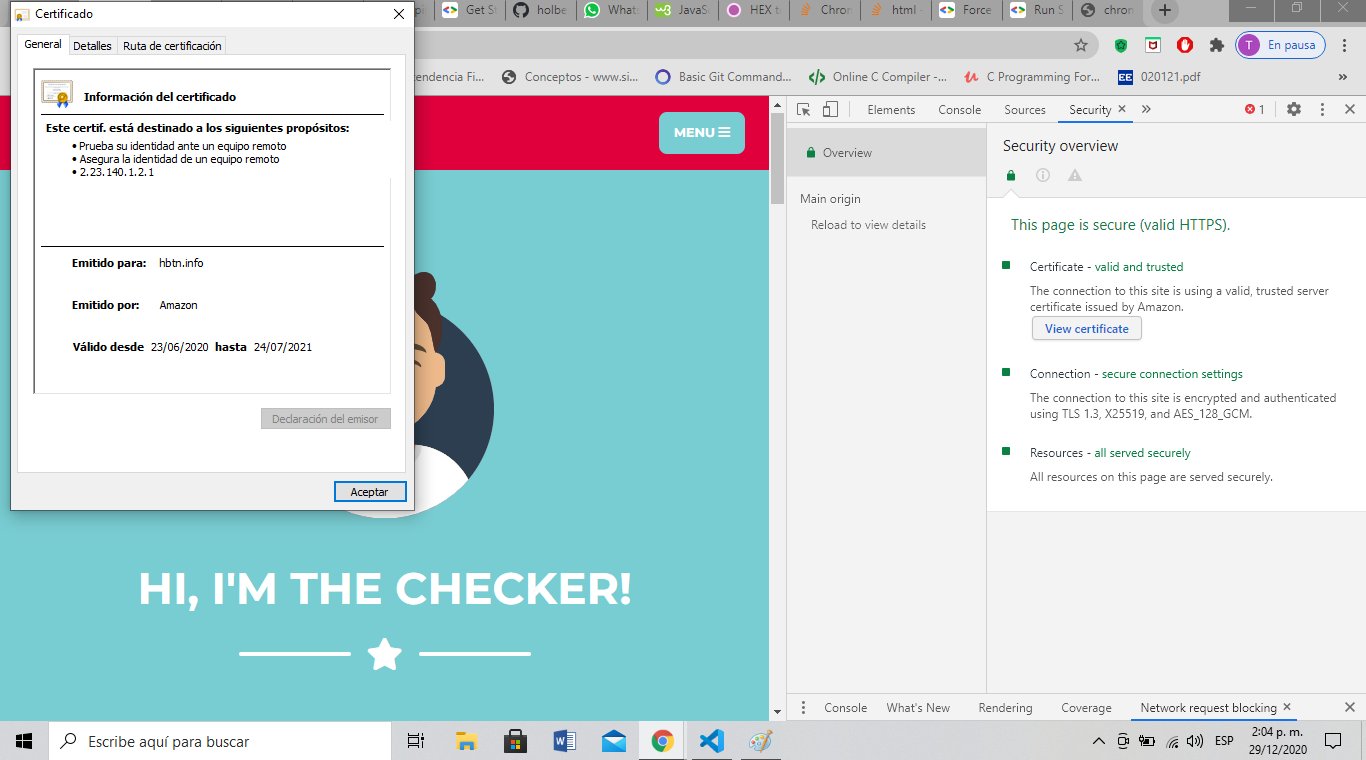 Certificado
Get St
holbe
What
JavaS
HEX t
Chron
html -
Force
Run S
chron
General
Detalles
Ruta de certificación
T
En pausa
tendencia Fi...
Conceptos - www.si...
Basic Git Command...
Online C Compiler -...
C Programming For...
EE
020121.pdf
Información del certificado
Este certif. está destinado a los siguientes propósitos:
• Prueba su identidad ante un equipo remoto
• Asegura la identidad de un equipo remoto
• 2.23.140.1.2.1
Emitido para: hbtn.info
Emitido por: Amazon
Válido desde 23/06/2020 hasta 24/07/2021
Declaración del emisor
Aceptar
MENU
HI, I'M THE CHECKER!
Elements
Console
Sources
Security
1
Overview
Main origin
Reload to view details
Security overview
This page is secure (valid HTTPS).
Certificate - valid and trusted
The connection to this site is using a valid, trusted server
certificate issued by Amazon.
View certificate
Connection - secure connection settings
The connection to this site is encrypted and authenticated
using TLS 1.3, X25519, and AES_128_GCM.
Resources - all served securely
All resources on this page are served securely.
Console
What's New
Rendering
Coverage
Network request blocking
Escribe aquí para buscar
ESP
2:04 p. m.
29/12/2020